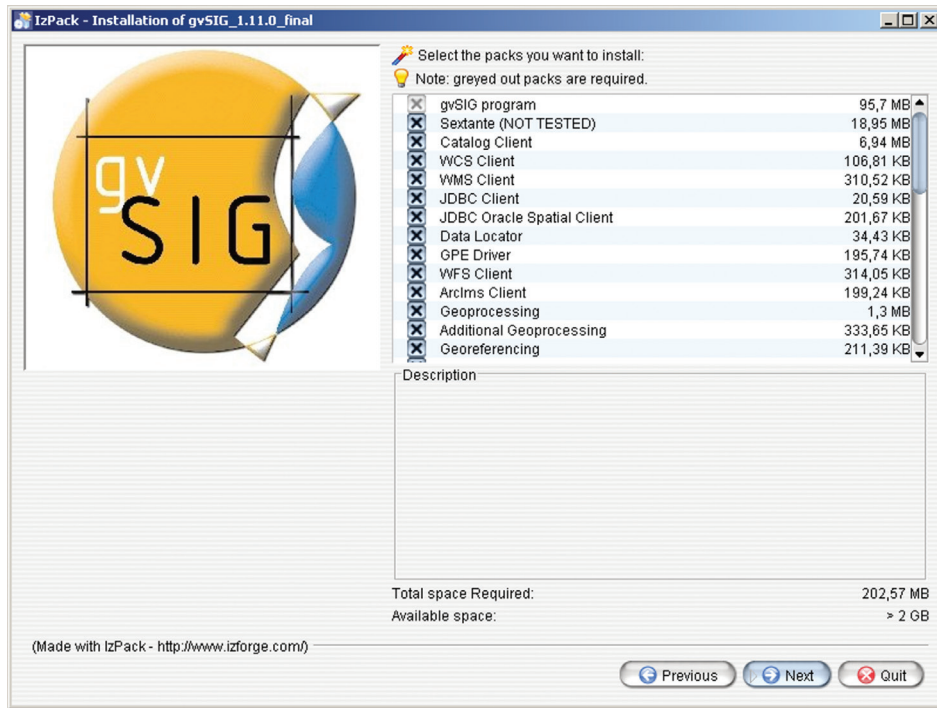 IzPack - Installation of gvSIG_1.11.0_final
gv
SIG
Select the packs you want to install:
Note: greyed out packs are required.
gvSIG program 95,7 MB
Sextante (NOT TESTED) 18,95 MB
Catalog Client 6,94 MB
WCS Client 106,81 KB
WMS Client 310,52 KB
JDBC Client 20,59 KB
JDBC Oracle Spatial Client 201,67 KB
Data Locator 34,43 KB
GPE Driver 195,74 KB
WFS Client 314,05 KB
ArcIms Client 199,24 KB
Geoprocessing 1,3 MB
Additional Geoprocessing 333,65 KB
Georeferencing 211,39 KB
Description
Total space Required: 202,57 MB
Available space: > 2 GB
(Made with IzPack - http://www.izforge.com/)
Previous Next Quit